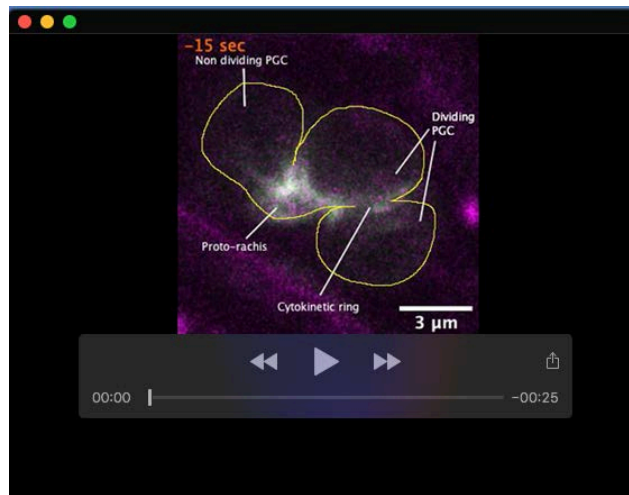 -15 sec
Non dividing PGC
Dividing
PGC
Proto-rachis
Cytokinetic ring
3 μm
00:00
-00:25